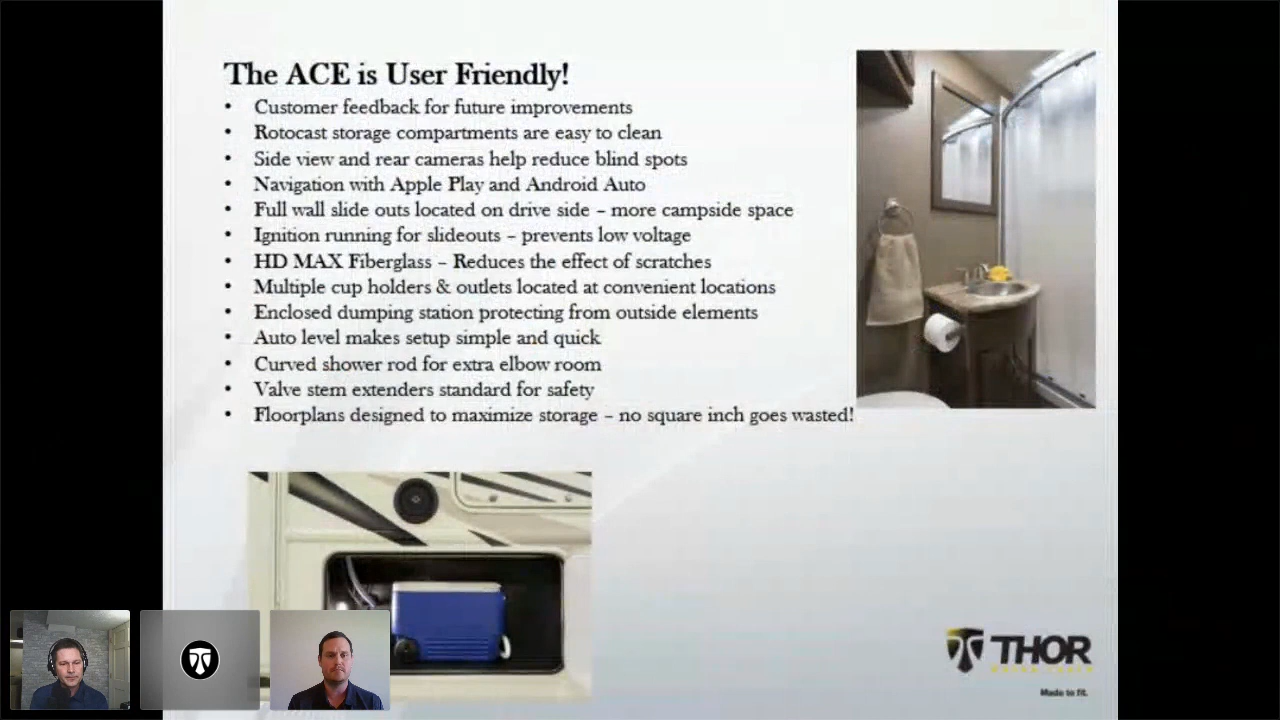 The ACE is User Friendly!
• Customer feedback for future improvements
• Rotocast storage compartments are easy to clean
• Side view and rear cameras help reduce blind spots
• Navigation with Apple Play and Android Auto
• Full wall slide outs located on drive side – more campside space
• Ignition running for slideouts – prevents low voltage
• HD MAX Fiberglass – Reduces the effect of scratches
• Multiple cup holders & outlets located at convenient locations
• Enclosed dumping station protecting from outside elements
• Auto level makes setup simple and quick
• Curved shower rod for extra elbow room
• Valve stem extenders standard for safety
• Floorplans designed to maximize storage – no square inch goes wasted!
THOR
Made to fit.